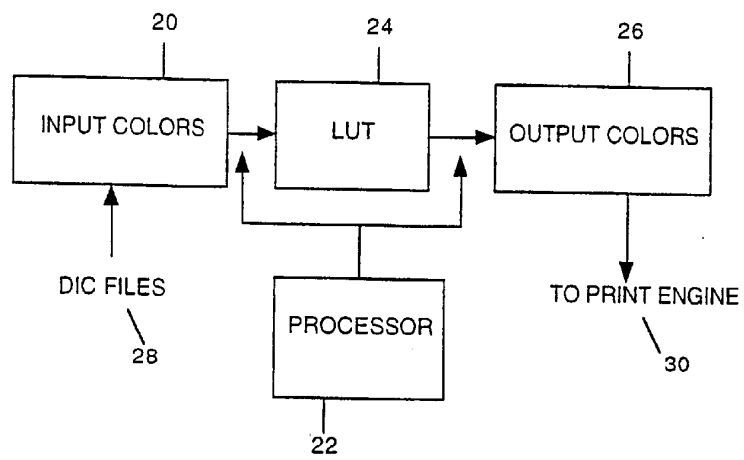 20
24
26
INPUT COLORS
LUT
OUTPUT COLORS
DIC FILES
28
PROCESSOR
22
TO PRINT ENGINE
30